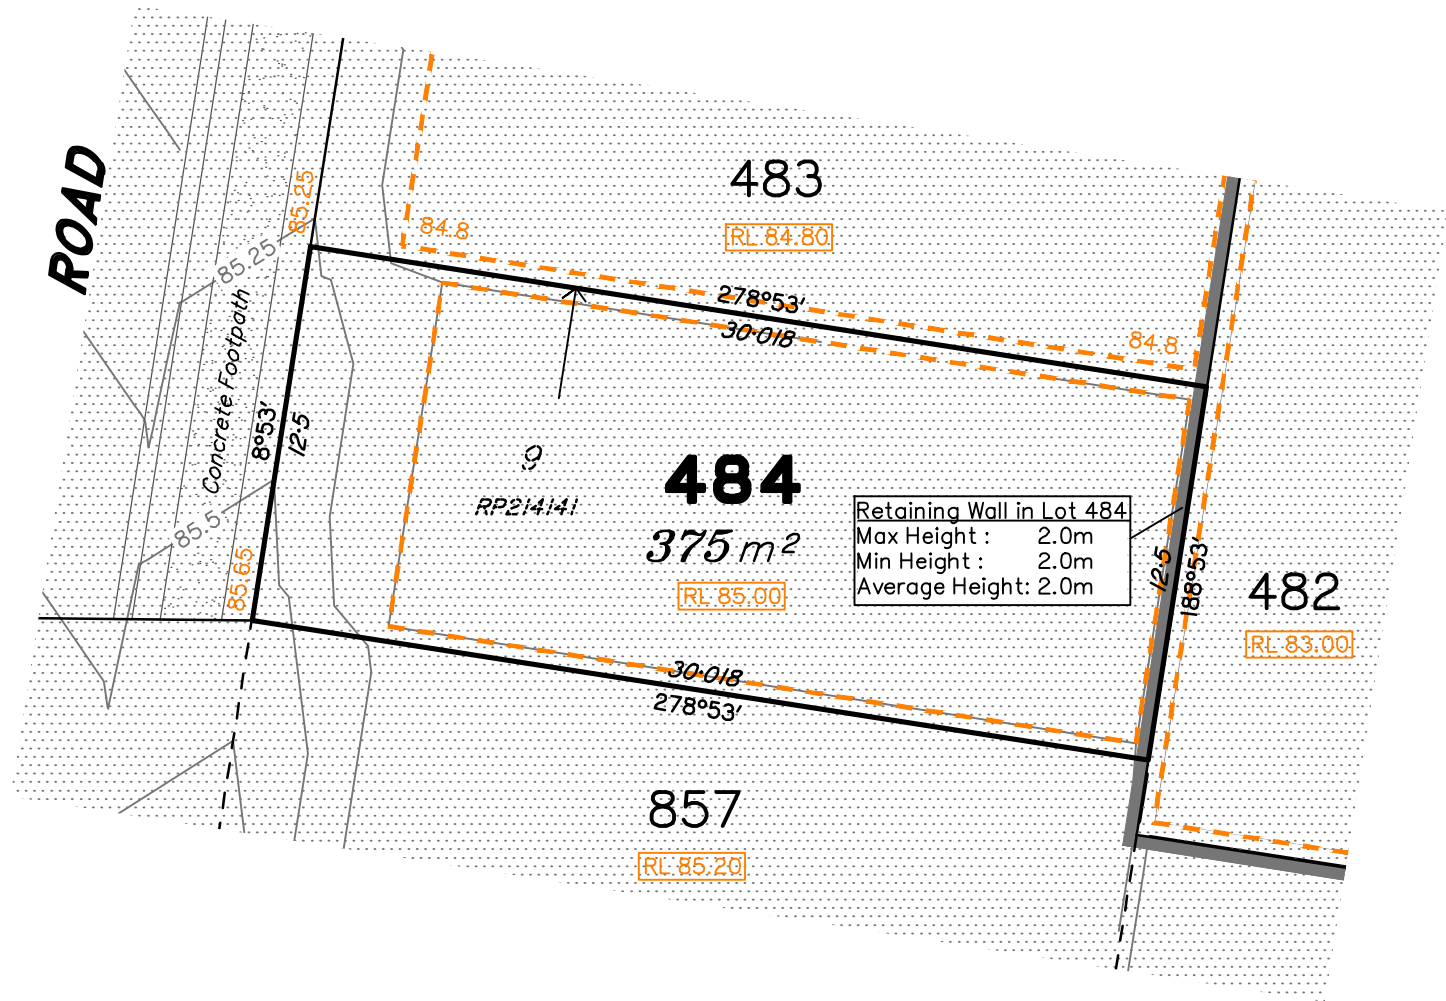 ROAD
85.25
85.25
Concrete Footpath
8°53'
12·5
85.5
85.65
483
RL 84.80
84.8
84.8
278°53'
30·018
9
RP214141
484
375 m²
RL 85.00
Retaining Wall in Lot 484
Max Height : 2.0m
Min Height : 2.0m
Average Height: 2.0m
12·5
188°53'
482
RL 83.00
30·018
278°53'
857
RL 85.20